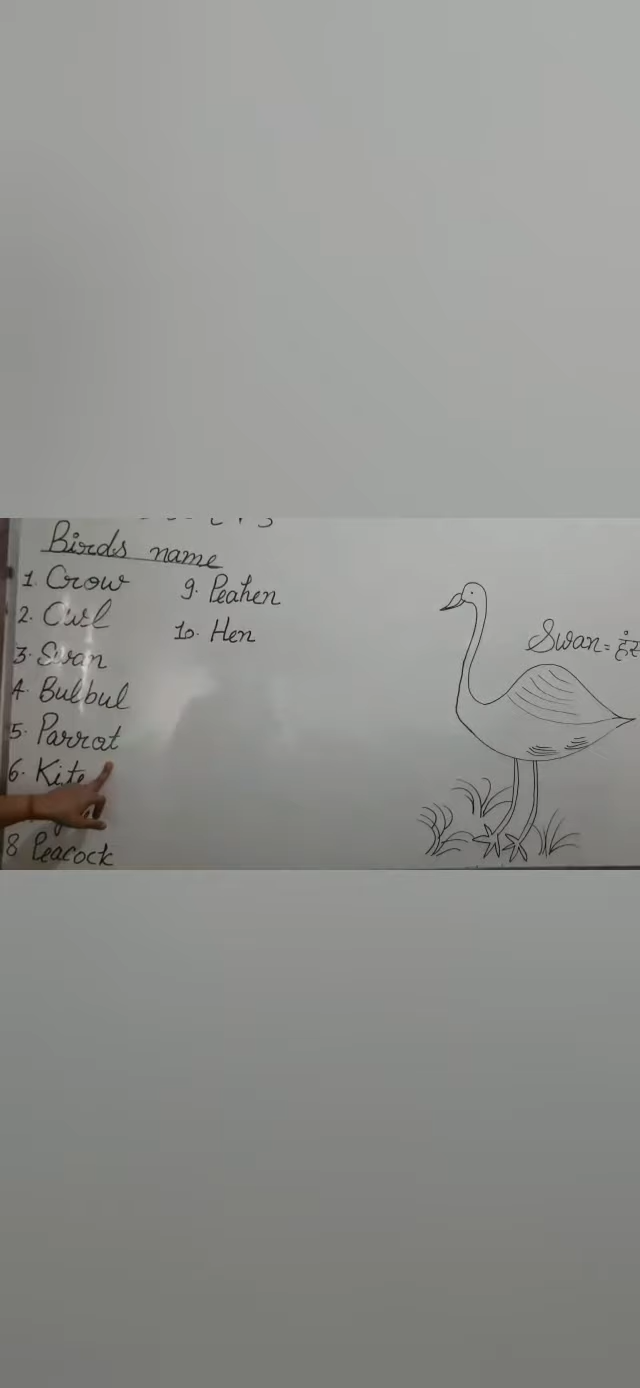 Birds name
1. Crow
2. Owl
3. Swan
4. Bulbul
5. Parrot
6. Kite
8 Peacock
9. Peahen
10. Hen
Swan = हंस